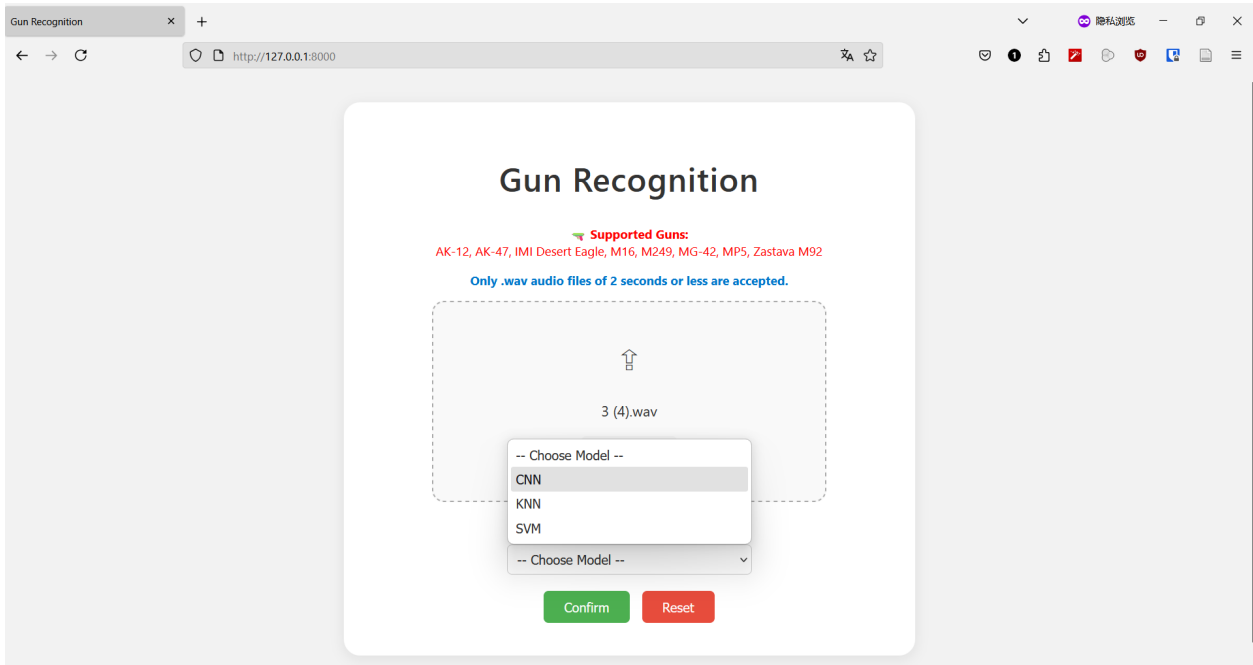 Gun Recognition
隐私浏览
http://127.0.0.1:8000
1
Gun Recognition
Supported Guns:
AK-12, AK-47, IMI Desert Eagle, M16, M249, MG-42, MP5, Zastava M92
Only .wav audio files of 2 seconds or less are accepted.
3 (4).wav
-- Choose Model --
CNN
KNN
SVM
-- Choose Model --
Confirm
Reset